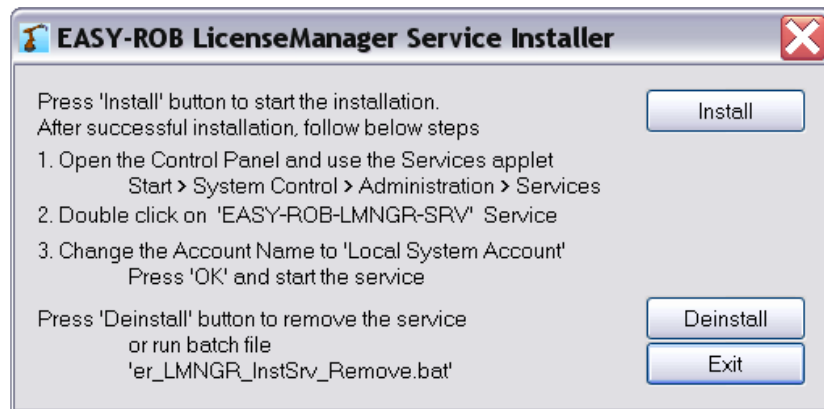 EASY-ROB LicenseManager Service Installer
Press 'Install' button to start the installation.
After successful installation, follow below steps
Install
1. Open the Control Panel and use the Services applet
Start > System Control > Administration > Services
2. Double click on 'EASY-ROB-LMNGR-SRV' Service
3. Change the Account Name to 'Local System Account'
Press 'OK' and start the service
Press 'Deinstall' button to remove the service
or run batch file
'er_LMNGR_InstSrv_Remove.bat'
Deinstall
Exit